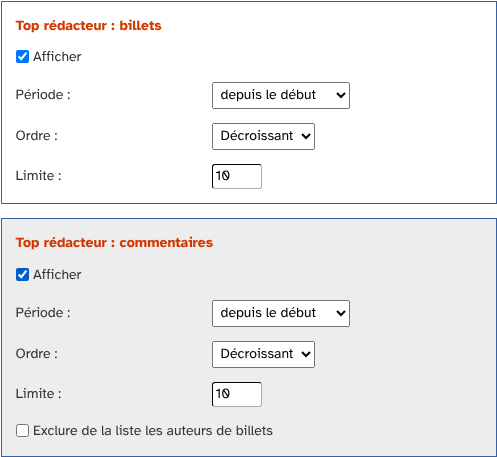 Top rédacteur : billets
Afficher
Période : depuis le début
Ordre : Décroissant
Limite : 10
Top rédacteur : commentaires
Afficher
Période : depuis le début
Ordre : Décroissant
Limite : 10
Exclure de la liste les auteurs de billets